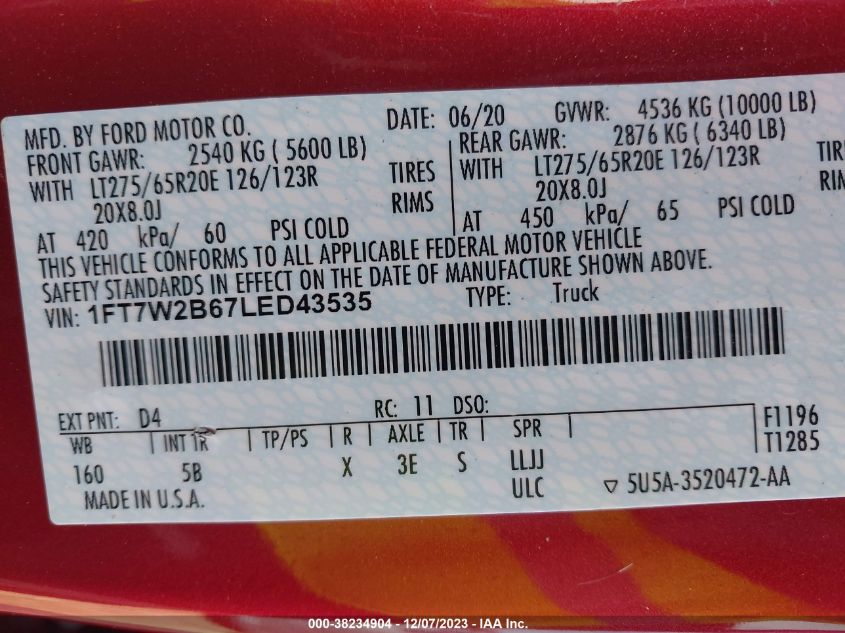 MFD. BY FORD MOTOR CO. DATE: 06/20 GVWR: 4536 KG (10000 LB)
FRONT GAWR: 2540 KG ( 5600 LB) REAR GAWR: 2876 KG ( 6340 LB)
WITH LT275/65R20E 126/123R TIRES WITH LT275/65R20E 126/123R
20X8.0J RIMS 20X8.0J
AT 420 kPa/ 60 PSI COLD AT 450 kPa/ 65 PSI COLD
THIS VEHICLE CONFORMS TO ALL APPLICABLE FEDERAL MOTOR VEHICLE
SAFETY STANDARDS IN EFFECT ON THE DATE OF MANUFACTURE SHOWN ABOVE.
VIN: 1FT7W2B67LED43535 TYPE: Truck
EXT PNT: D4 RC: 11 DSO:
WB INT TR TP/PS R AXLE TR SPR F1196
160 5B X 3E S LLJJ T1285
MADE IN U.S.A. ULC 5U5A-3520472-AA
000-38234904 - 12/07/2023 - IAA Inc.